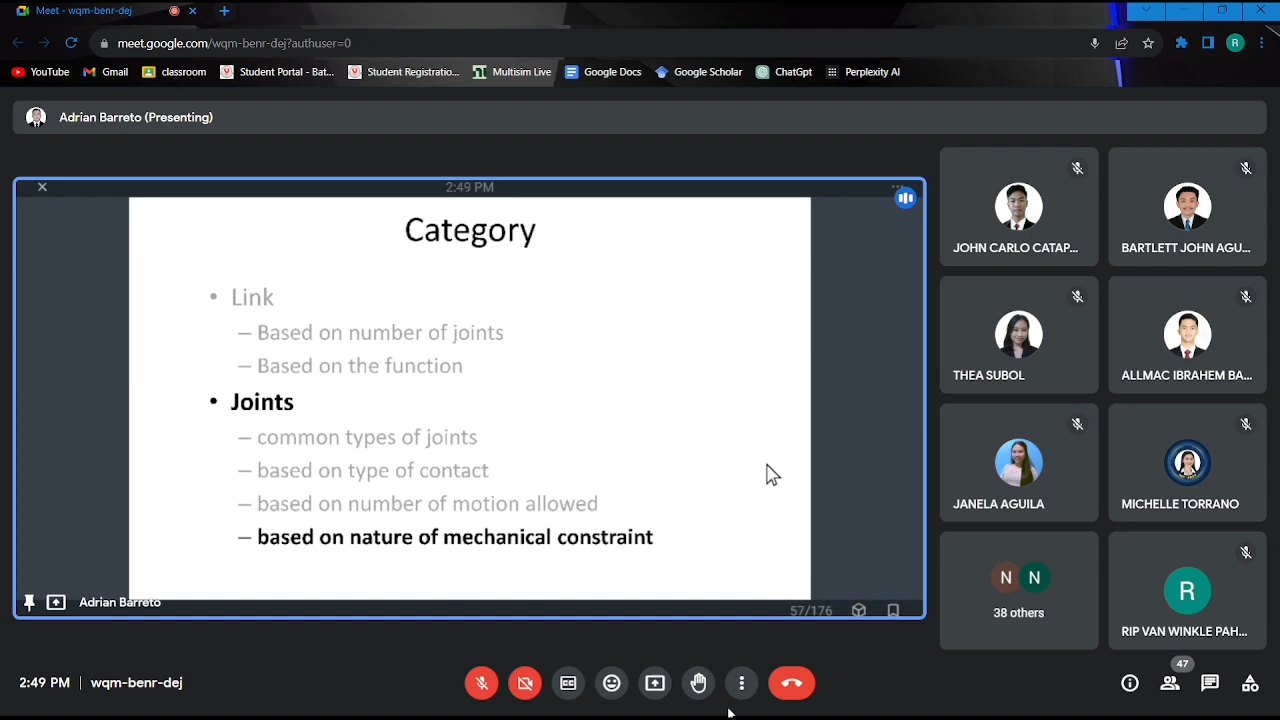 Meet - wqm-benr-dej
meet.google.com/wqm-benr-dej?authuser=0
R
YouTube
Gmail
classroom
Student Portal - Bat...
Student Registratio...
Multisim Live
Google Docs
Google Scholar
ChatGpt
Perplexity AI
Adrian Barreto (Presenting)
2:49 PM
Category
• Link
– Based on number of joints
– Based on the function
• Joints
– common types of joints
– based on type of contact
– based on number of motion allowed
– based on nature of mechanical constraint
Adrian Barreto
57/176
JOHN CARLO CATAP...
BARTLETT JOHN AGU...
THEA SUBOL
ALLMAC IBRAHEM BA...
JANELA AGUILA
MICHELLE TORRANO
N N
38 others
R
RIP VAN WINKLE PAH...
2:49 PM | wqm-benr-dej
47